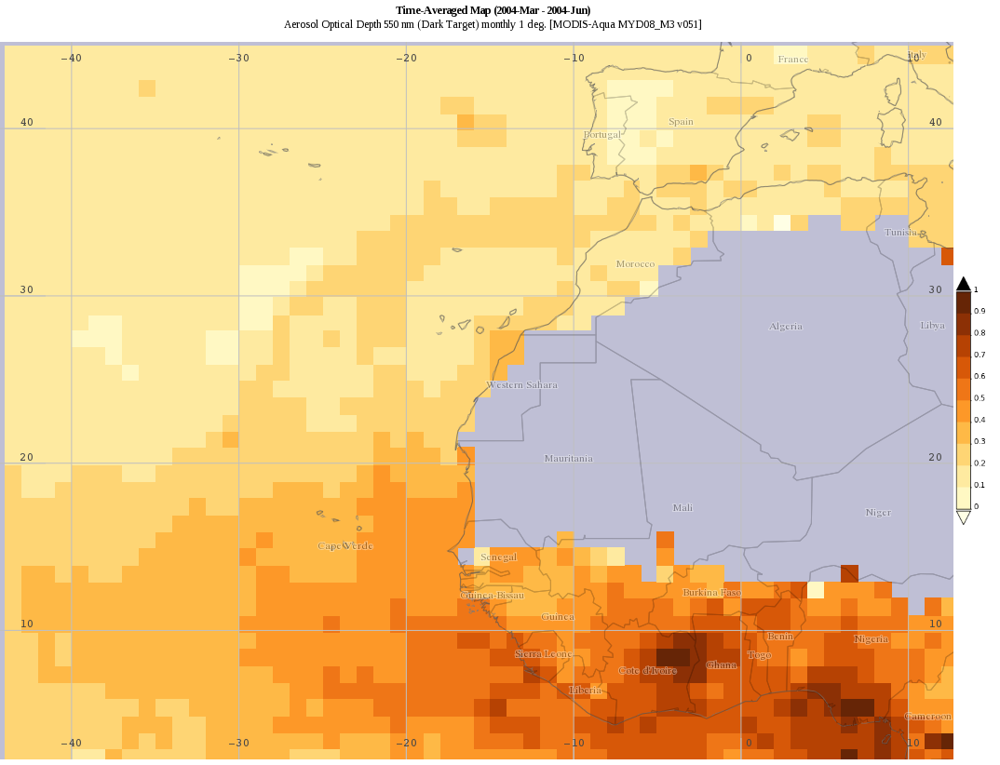 Time-Averaged Map (2004-Mar - 2004-Jun)
Aerosol Optical Depth 550 nm (Dark Target) monthly 1 deg. [MODIS-Aqua MYD08_M3 v051]
−40 −30 −20 −10 0 10
France Italy
40 40
Spain
Portugal
Tunisia
Morocco
30 30
1
0.9
0.8
0.7
0.6
0.5
0.4
0.3
0.2
0.1
0
Algeria Libya
Western Sahara
20 20
Mauritania
Mali Niger
Cape Verde
Senegal
Guinea-Bissau Burkina Faso
Guinea
10 10
Benin Nigeria
Sierra Leone Togo
Cote d'Ivoire Ghana
Liberia
Cameroon
−40 −30 −20 −10 0 10